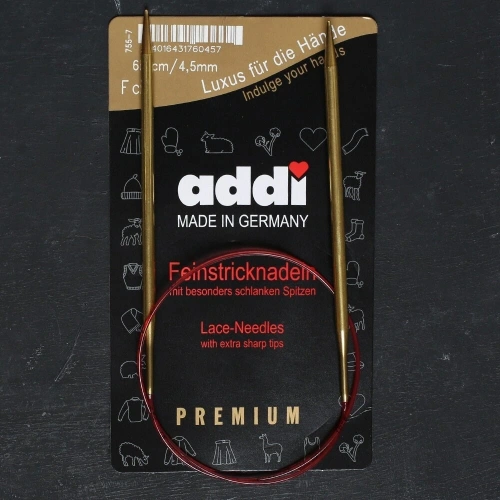 755-7
4016431760457
cm/4,5mm
Luxus für die Hände
Indulge your hands
addi
MADE IN GERMANY
Feinstricknadeln
mit besonders schlanken Spitzen
Lace-Needles
with extra sharp tips
PREMIUM